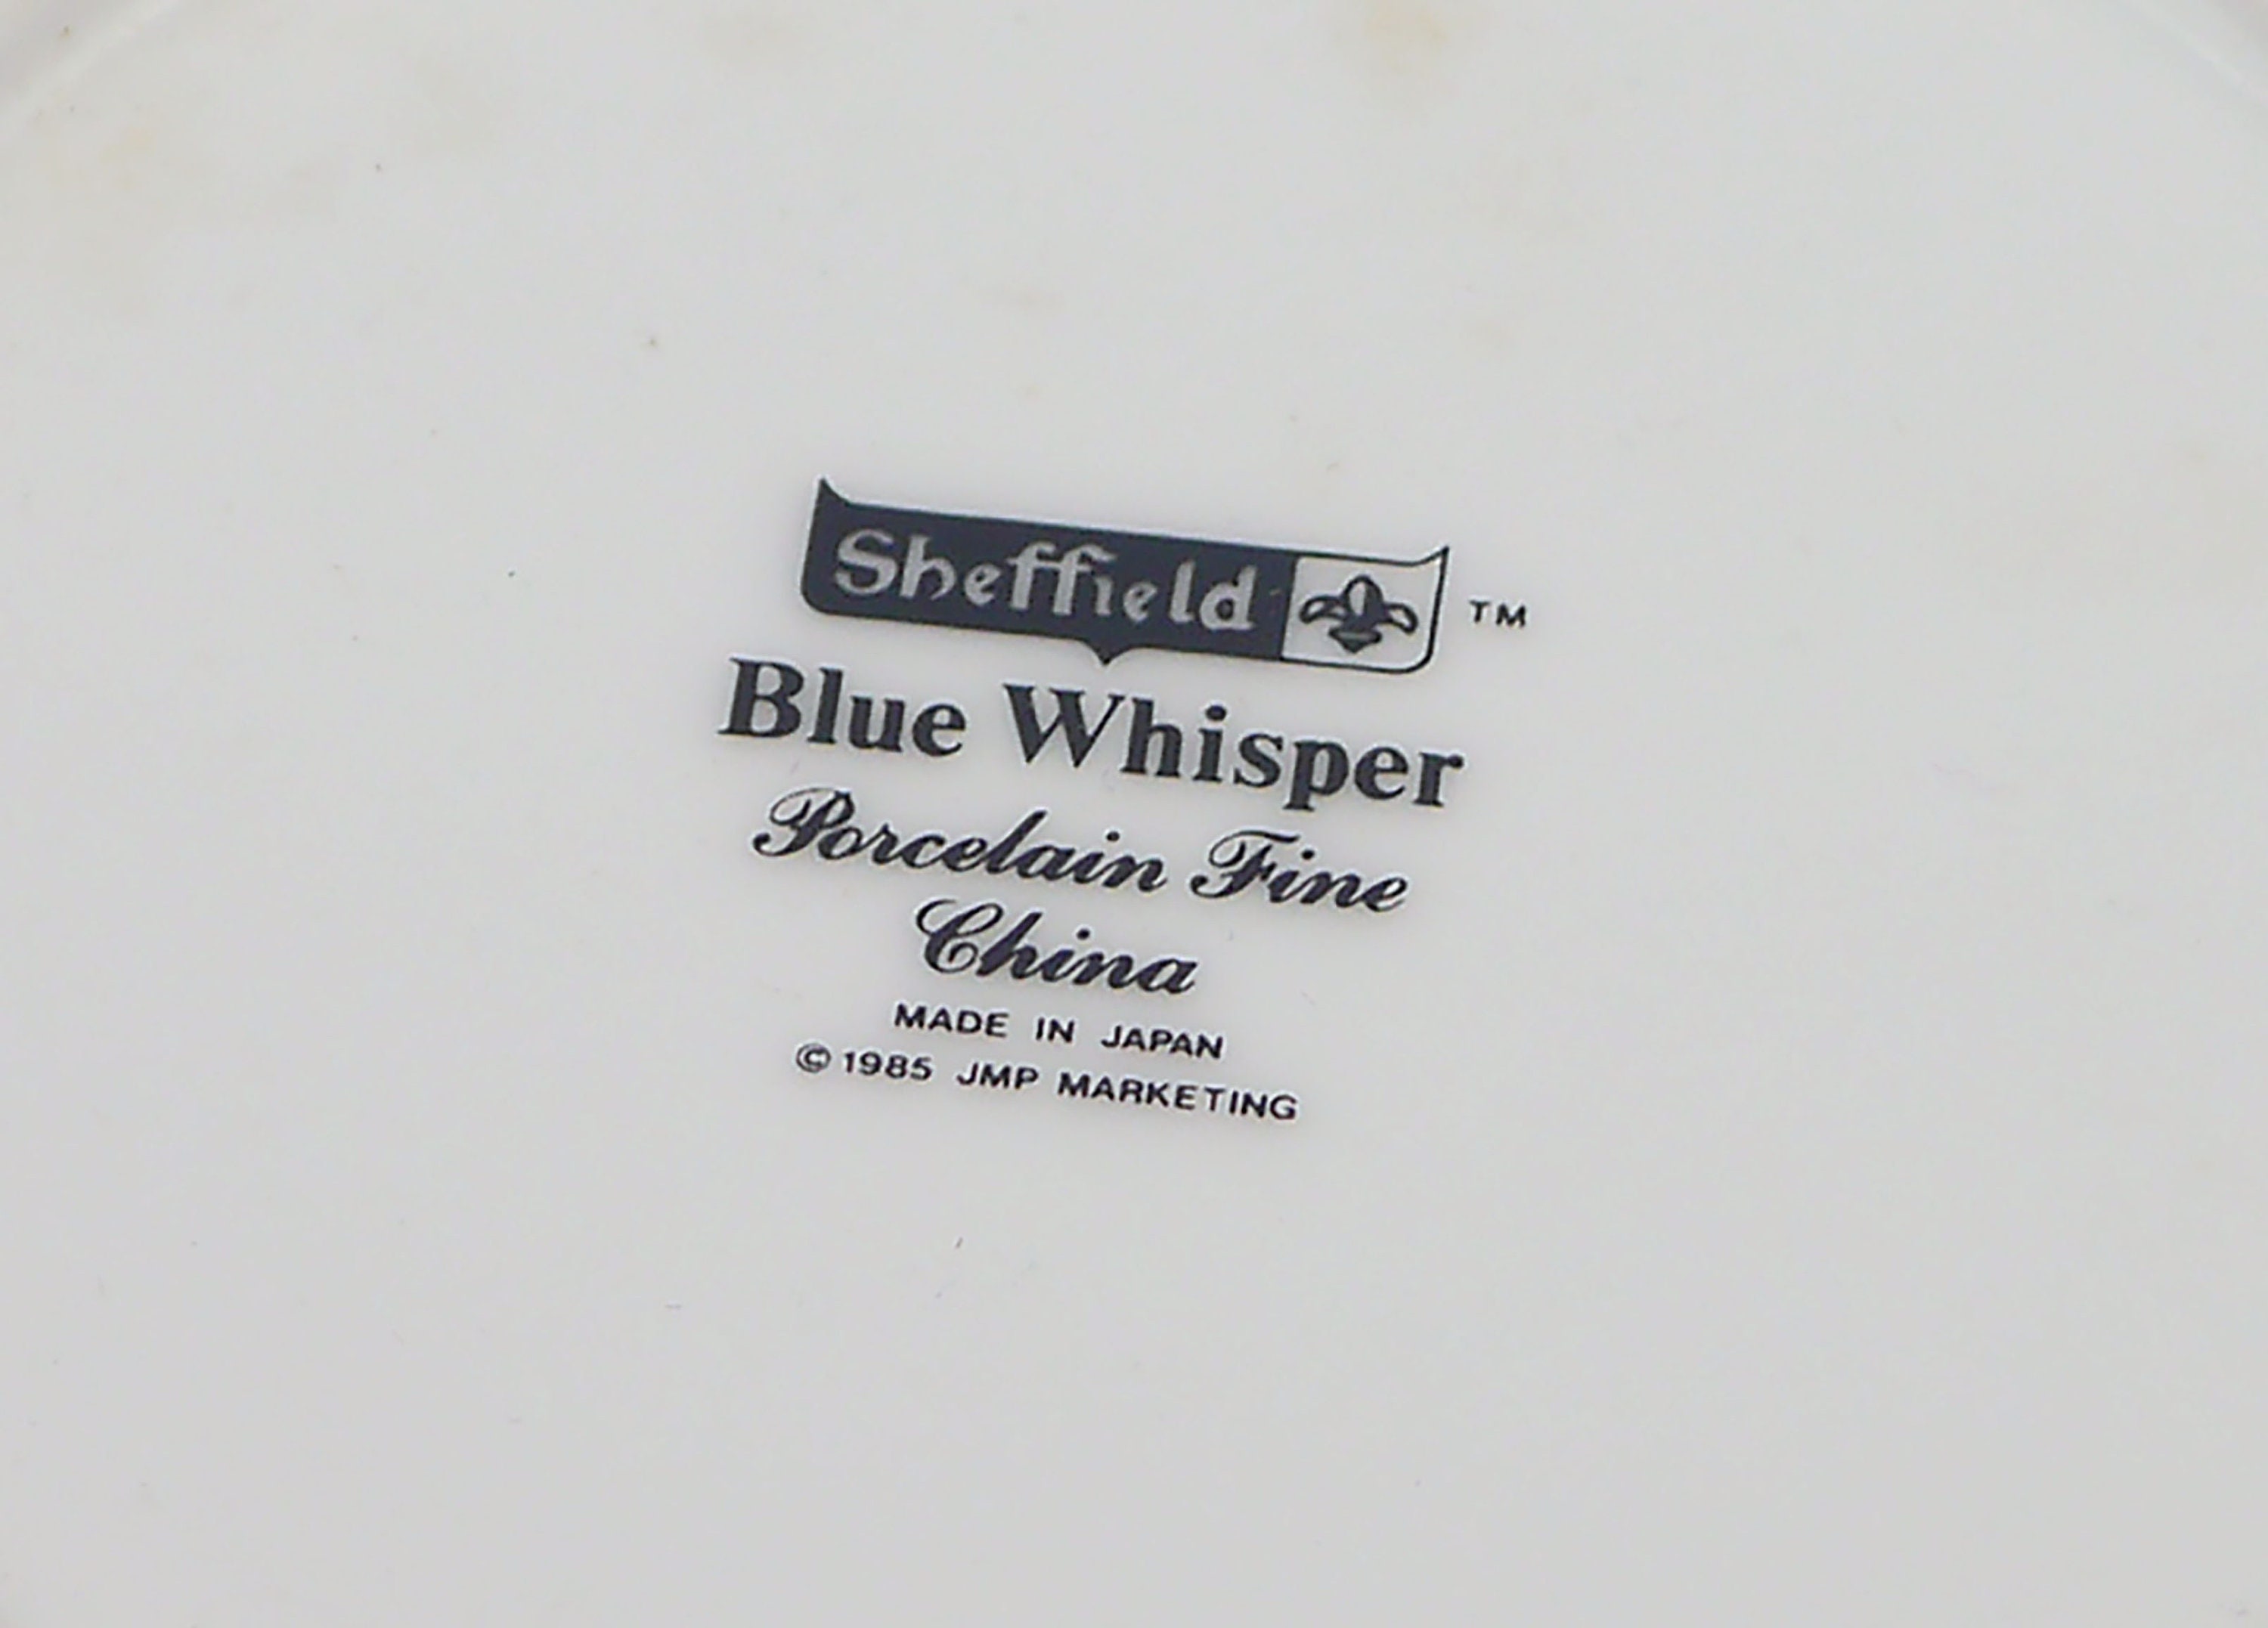 Sheffield TM
Blue Whisper
Porcelain Fine
China
MADE IN JAPAN
© 1985 JMP MARKETING